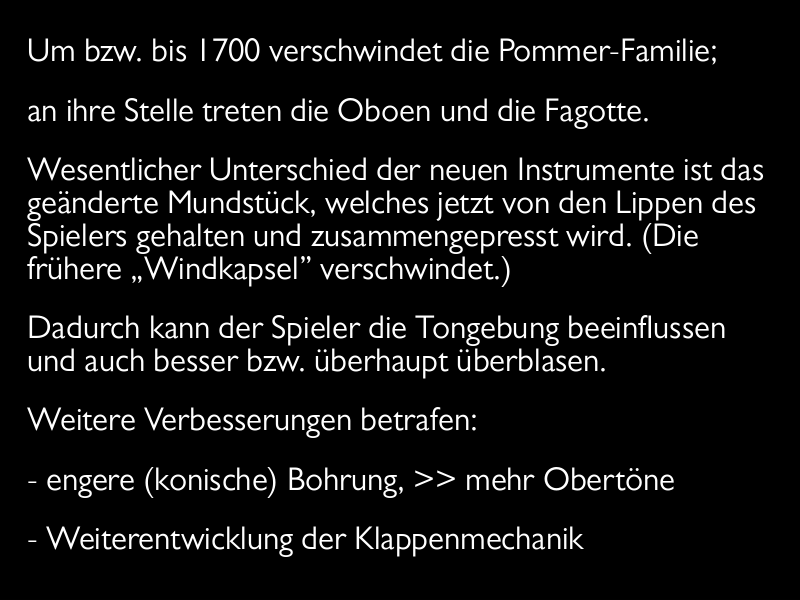 Um bzw. bis 1700 verschwindet die Pommer-Familie;
an ihre Stelle treten die Oboen und die Fagotte.
Wesentlicher Unterschied der neuen Instrumente ist das
geänderte Mundstück, welches jetzt von den Lippen des
Spielers gehalten und zusammengepresst wird. (Die
frühere „Windkapsel” verschwindet.)
Dadurch kann der Spieler die Tongebung beeinflussen
und auch besser bzw. überhaupt überblasen.
Weitere Verbesserungen betrafen:
- engere (konische) Bohrung, >> mehr Obertöne
- Weiterentwicklung der Klappenmechanik